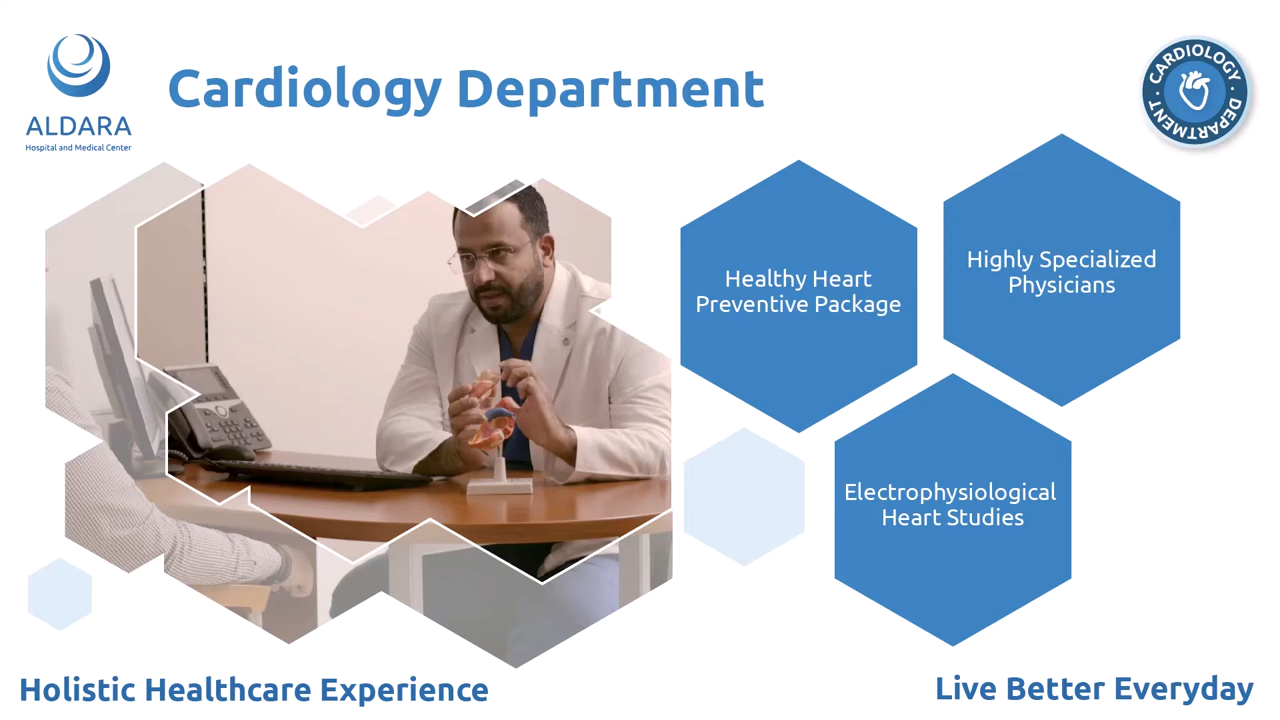 ALDARA
Hospital and Medical Center
Cardiology Department
CARDIOLOGY · DEPARTMENT ·
Healthy Heart
Preventive Package
Highly Specialized
Physicians
Electrophysiological
Heart Studies
Holistic Healthcare Experience
Live Better Everyday